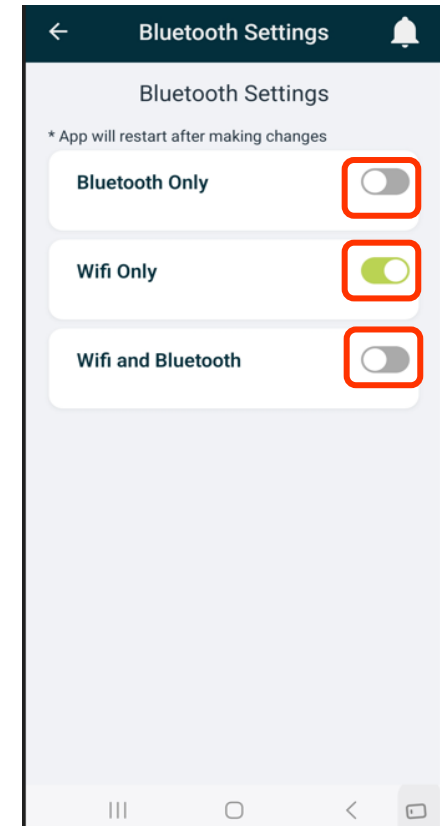 Bluetooth Settings
Bluetooth Settings
* App will restart after making changes
Bluetooth Only
Wifi Only
Wifi and Bluetooth